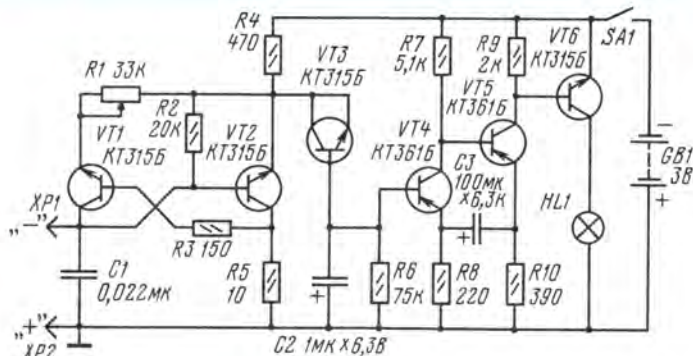 R4
470
R1 33к
R2
20к
VT1
КТ315Б
VT2
КТ315Б
VT3
КТ315Б
R7
5,1к
R9
2к
VT6
КТ315Б
SA1
VT5
КТ361Б
VT4
КТ361Б
C3
100мк
×6,3к
GB1
3В
HL1
XP1
„–”
R3 150
C1
0,022мк
R5
10
R6
75к
R8
220
R10
390
„+”
XP2
C2 1мк ×6,3В